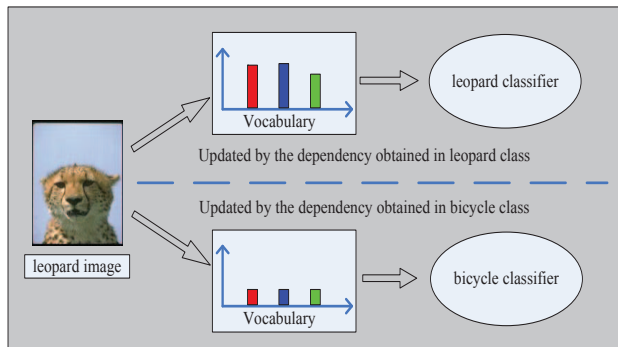 leopard classifier
Vocabulary
Updated by the dependency obtained in leopard class
Updated by the dependency obtained in bicycle class
leopard image
bicycle classifier
Vocabulary